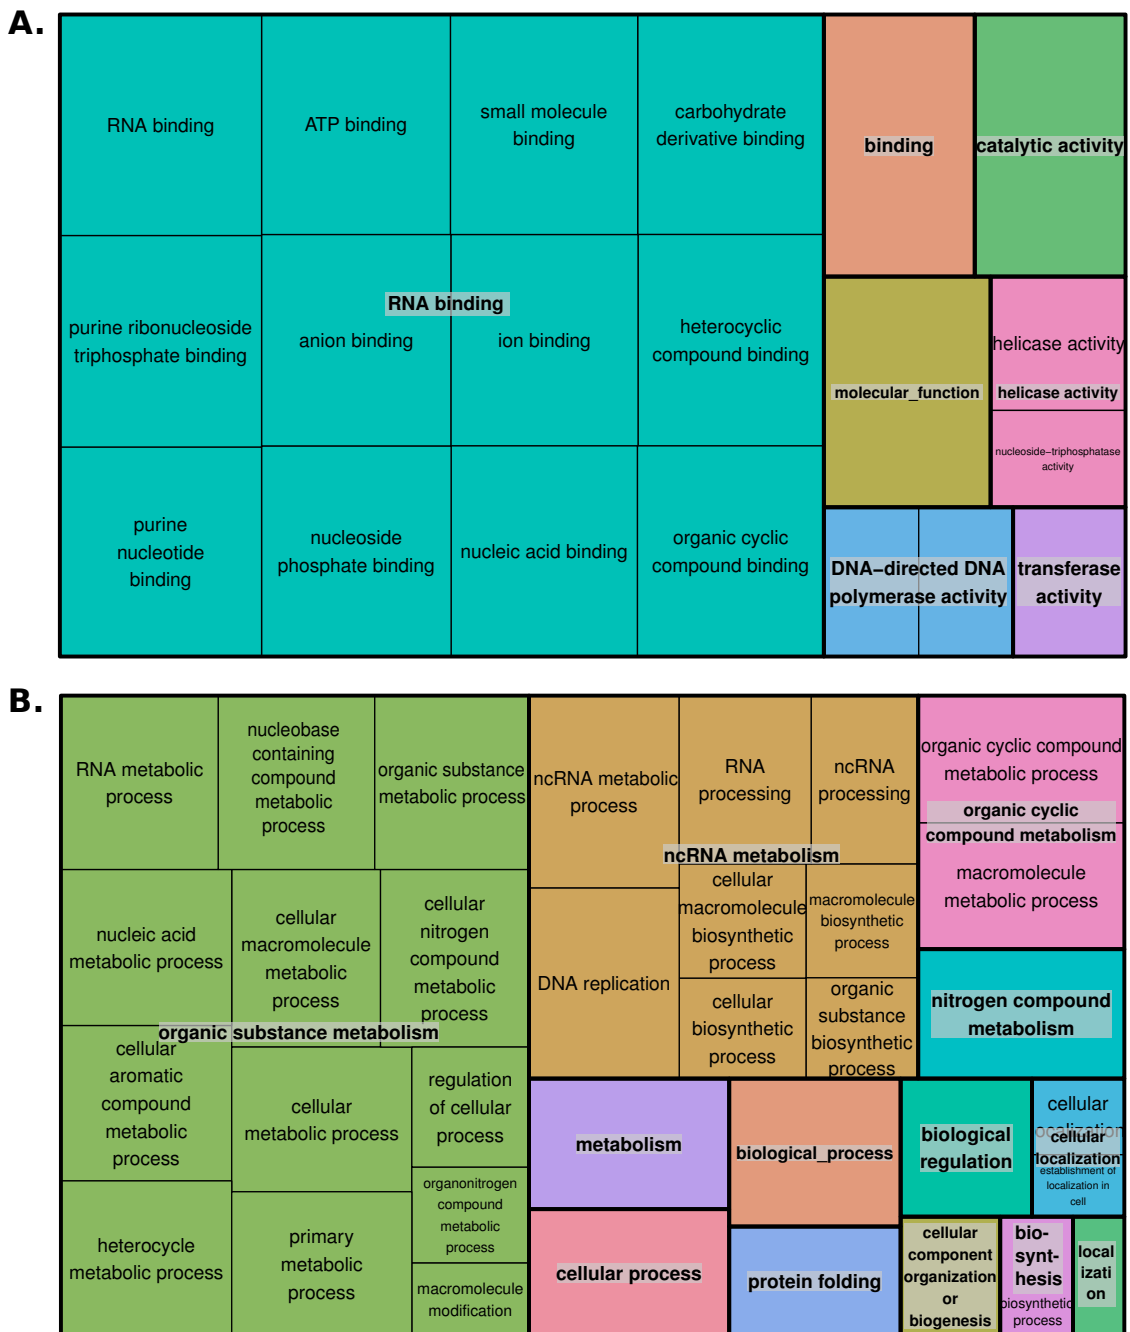 A.
RNA binding
ATP binding
small molecule
binding
carbohydrate
derivative binding
binding
catalytic activity
RNA binding
purine ribonucleoside
triphosphate binding
anion binding
ion binding
heterocyclic
compound binding
molecular_function
helicase activity
helicase activity
nucleoside−triphosphatase
activity
purine
nucleotide
binding
nucleoside
phosphate binding
nucleic acid binding
organic cyclic
compound binding
DNA−directed DNA
polymerase activity
transferase
activity
B.
RNA metabolic
process
nucleobase
containing
compound
metabolic
process
organic substance
metabolic process
ncRNA metabolic
process
RNA
processing
ncRNA
processing
organic cyclic compound
metabolic process
organic cyclic
compound metabolism
macromolecule
metabolic process
ncRNA metabolism
nucleic acid
metabolic process
cellular
macromolecule
metabolic
process
cellular
nitrogen
compound
metabolic
process
DNA replication
cellular
macromolecule
biosynthetic
process
macromolecule
biosynthetic
process
cellular
biosynthetic
process
organic
substance
biosynthetic
process
nitrogen compound
metabolism
organic substance metabolism
cellular
aromatic
compound
metabolic
process
cellular
metabolic process
regulation
of cellular
process
organonitrogen
compound
metabolic
process
heterocycle
metabolic process
primary
metabolic
process
macromolecule
modification
metabolism
biological_process
biological
regulation
cellular
localization
cellular
localization
establishment of
localization in
cell
cellular process
protein folding
cellular
component
organization
or
biogenesis
bio-
synt-
hesis
biosynthetic
process
local
izati
on